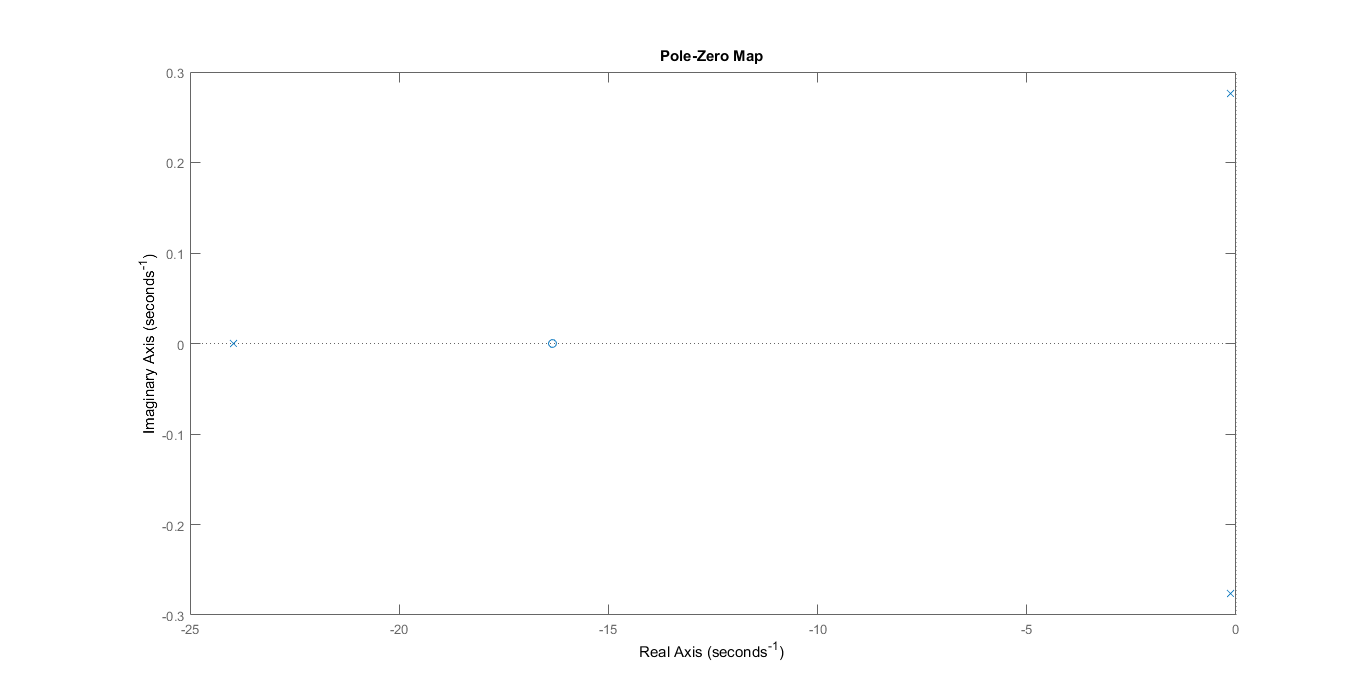 Pole-Zero Map
0.3
0.2
0.1
0
-0.1
-0.2
-0.3
Imaginary Axis (seconds⁻¹)
-25 -20 -15 -10 -5 0
Real Axis (seconds⁻¹)